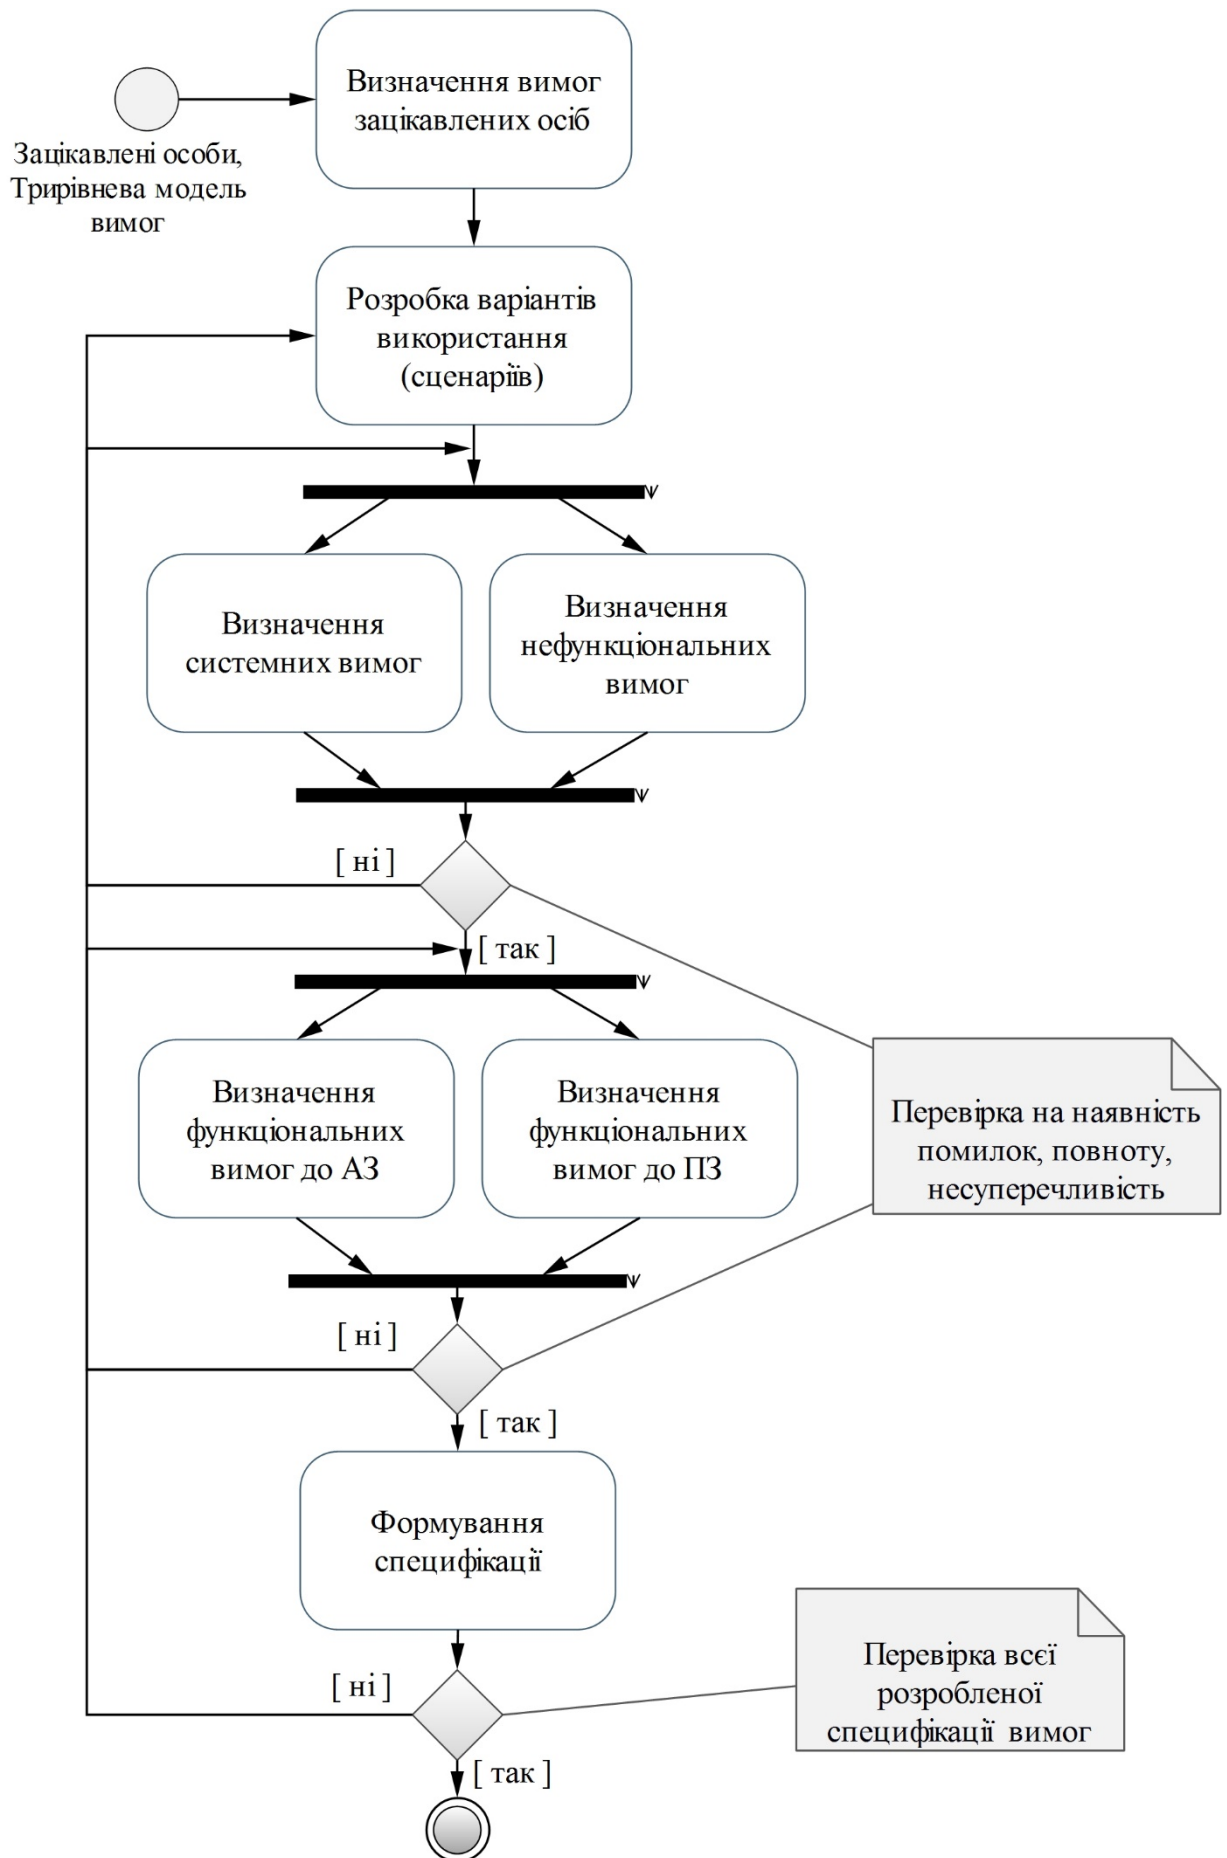 Визначення вимог
зацікавлених осіб
Зацікавлені особи,
Трирівнева модель
вимог
Розробка варіантів
використання
(сценаріїв)
Визначення
системних вимог
Визначення
нефункціональних
вимог
[ ні ]
[ так ]
Визначення
функціональних
вимог до АЗ
Визначення
функціональних
вимог до ПЗ
Перевірка на наявність
помилок, повноту,
несуперечливість
[ ні ]
[ так ]
Формування
специфікації
Перевірка всєї
розробленої
специфікації вимог
[ ні ]
[ так ]